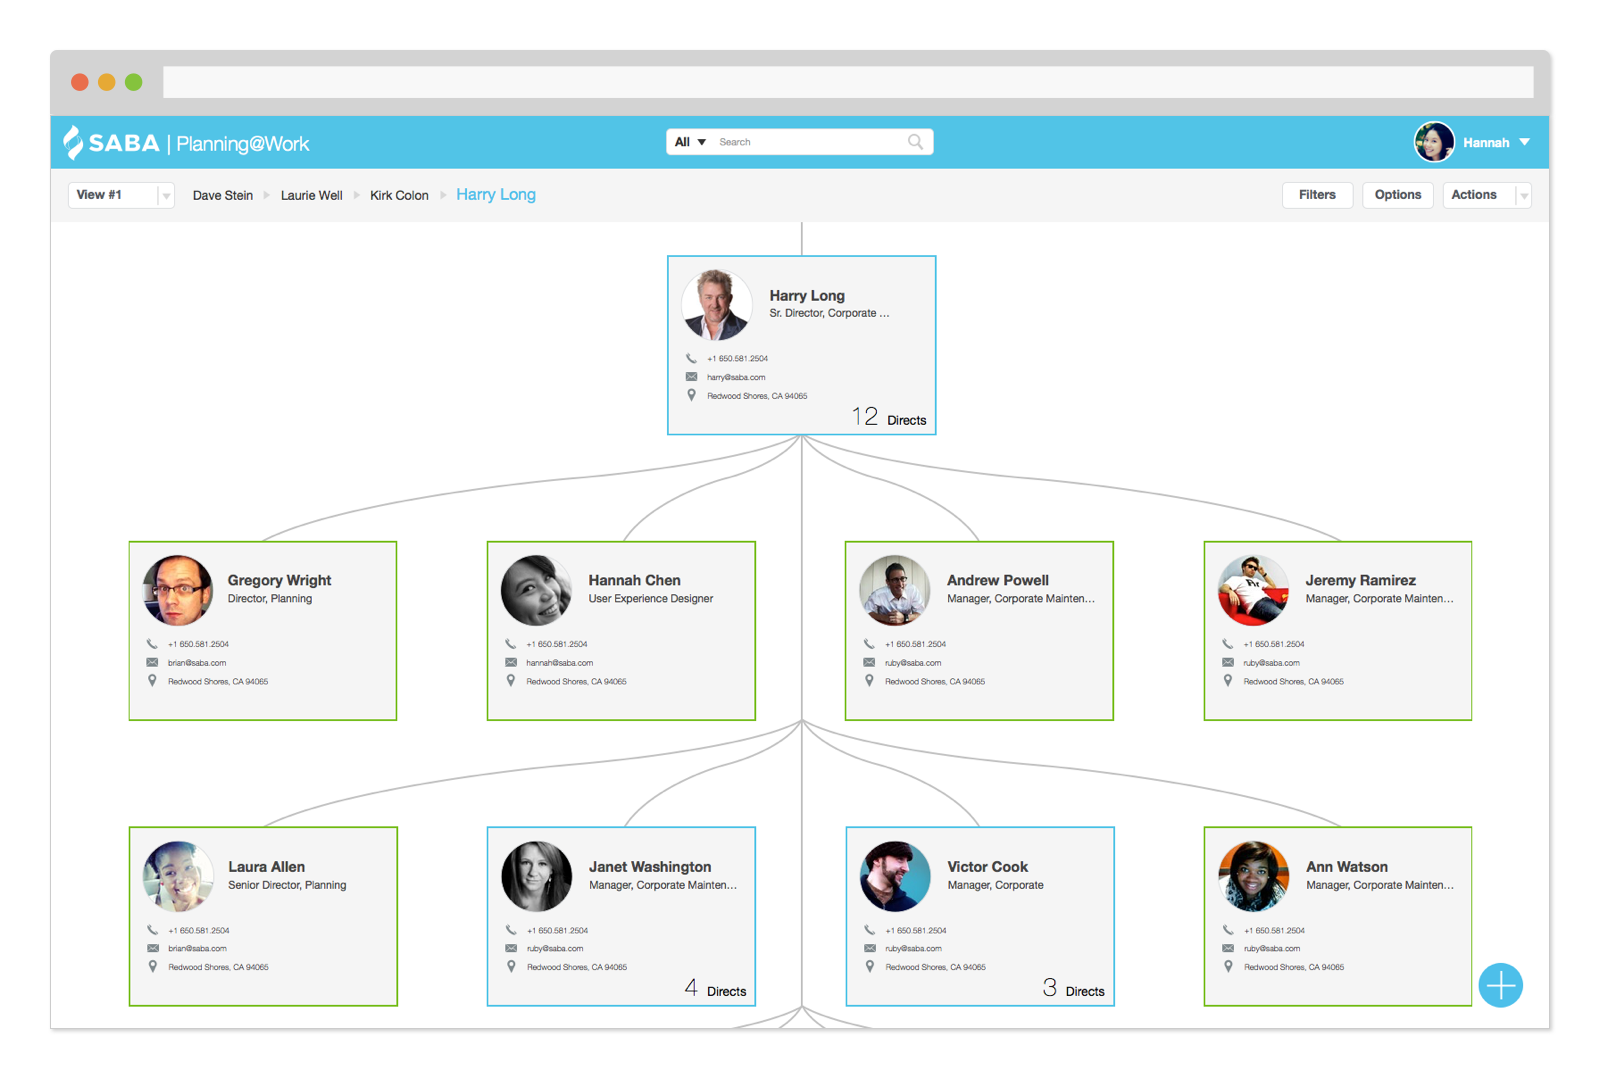 SABA | Planning@Work
All ▼ Search
Hannah
View #1
Dave Stein
Laurie Well
Kirk Colon
Harry Long
Filters
Options
Actions
Harry Long
Sr. Director, Corporate ...
+1 650.581.2504
harry@saba.com
Redwood Shores, CA 94065
12 Directs
Gregory Wright
Director, Planning
+1 650.581.2504
brian@saba.com
Redwood Shores, CA 94065
Hannah Chen
User Experience Designer
+1 650.581.2504
hannah@saba.com
Redwood Shores, CA 94065
Andrew Powell
Manager, Corporate Mainten...
+1 650.581.2504
ruby@saba.com
Redwood Shores, CA 94065
Jeremy Ramirez
Manager, Corporate Mainten...
+1 650.581.2504
ruby@saba.com
Redwood Shores, CA 94065
Laura Allen
Senior Director, Planning
+1 650.581.2504
brian@saba.com
Redwood Shores, CA 94065
Janet Washington
Manager, Corporate Mainten...
+1 650.581.2504
ruby@saba.com
Redwood Shores, CA 94065
4 Directs
Victor Cook
Manager, Corporate
+1 650.581.2504
ruby@saba.com
Redwood Shores, CA 94065
3 Directs
Ann Watson
Manager, Corporate Mainten...
+1 650.581.2504
ruby@saba.com
Redwood Shores, CA 94065